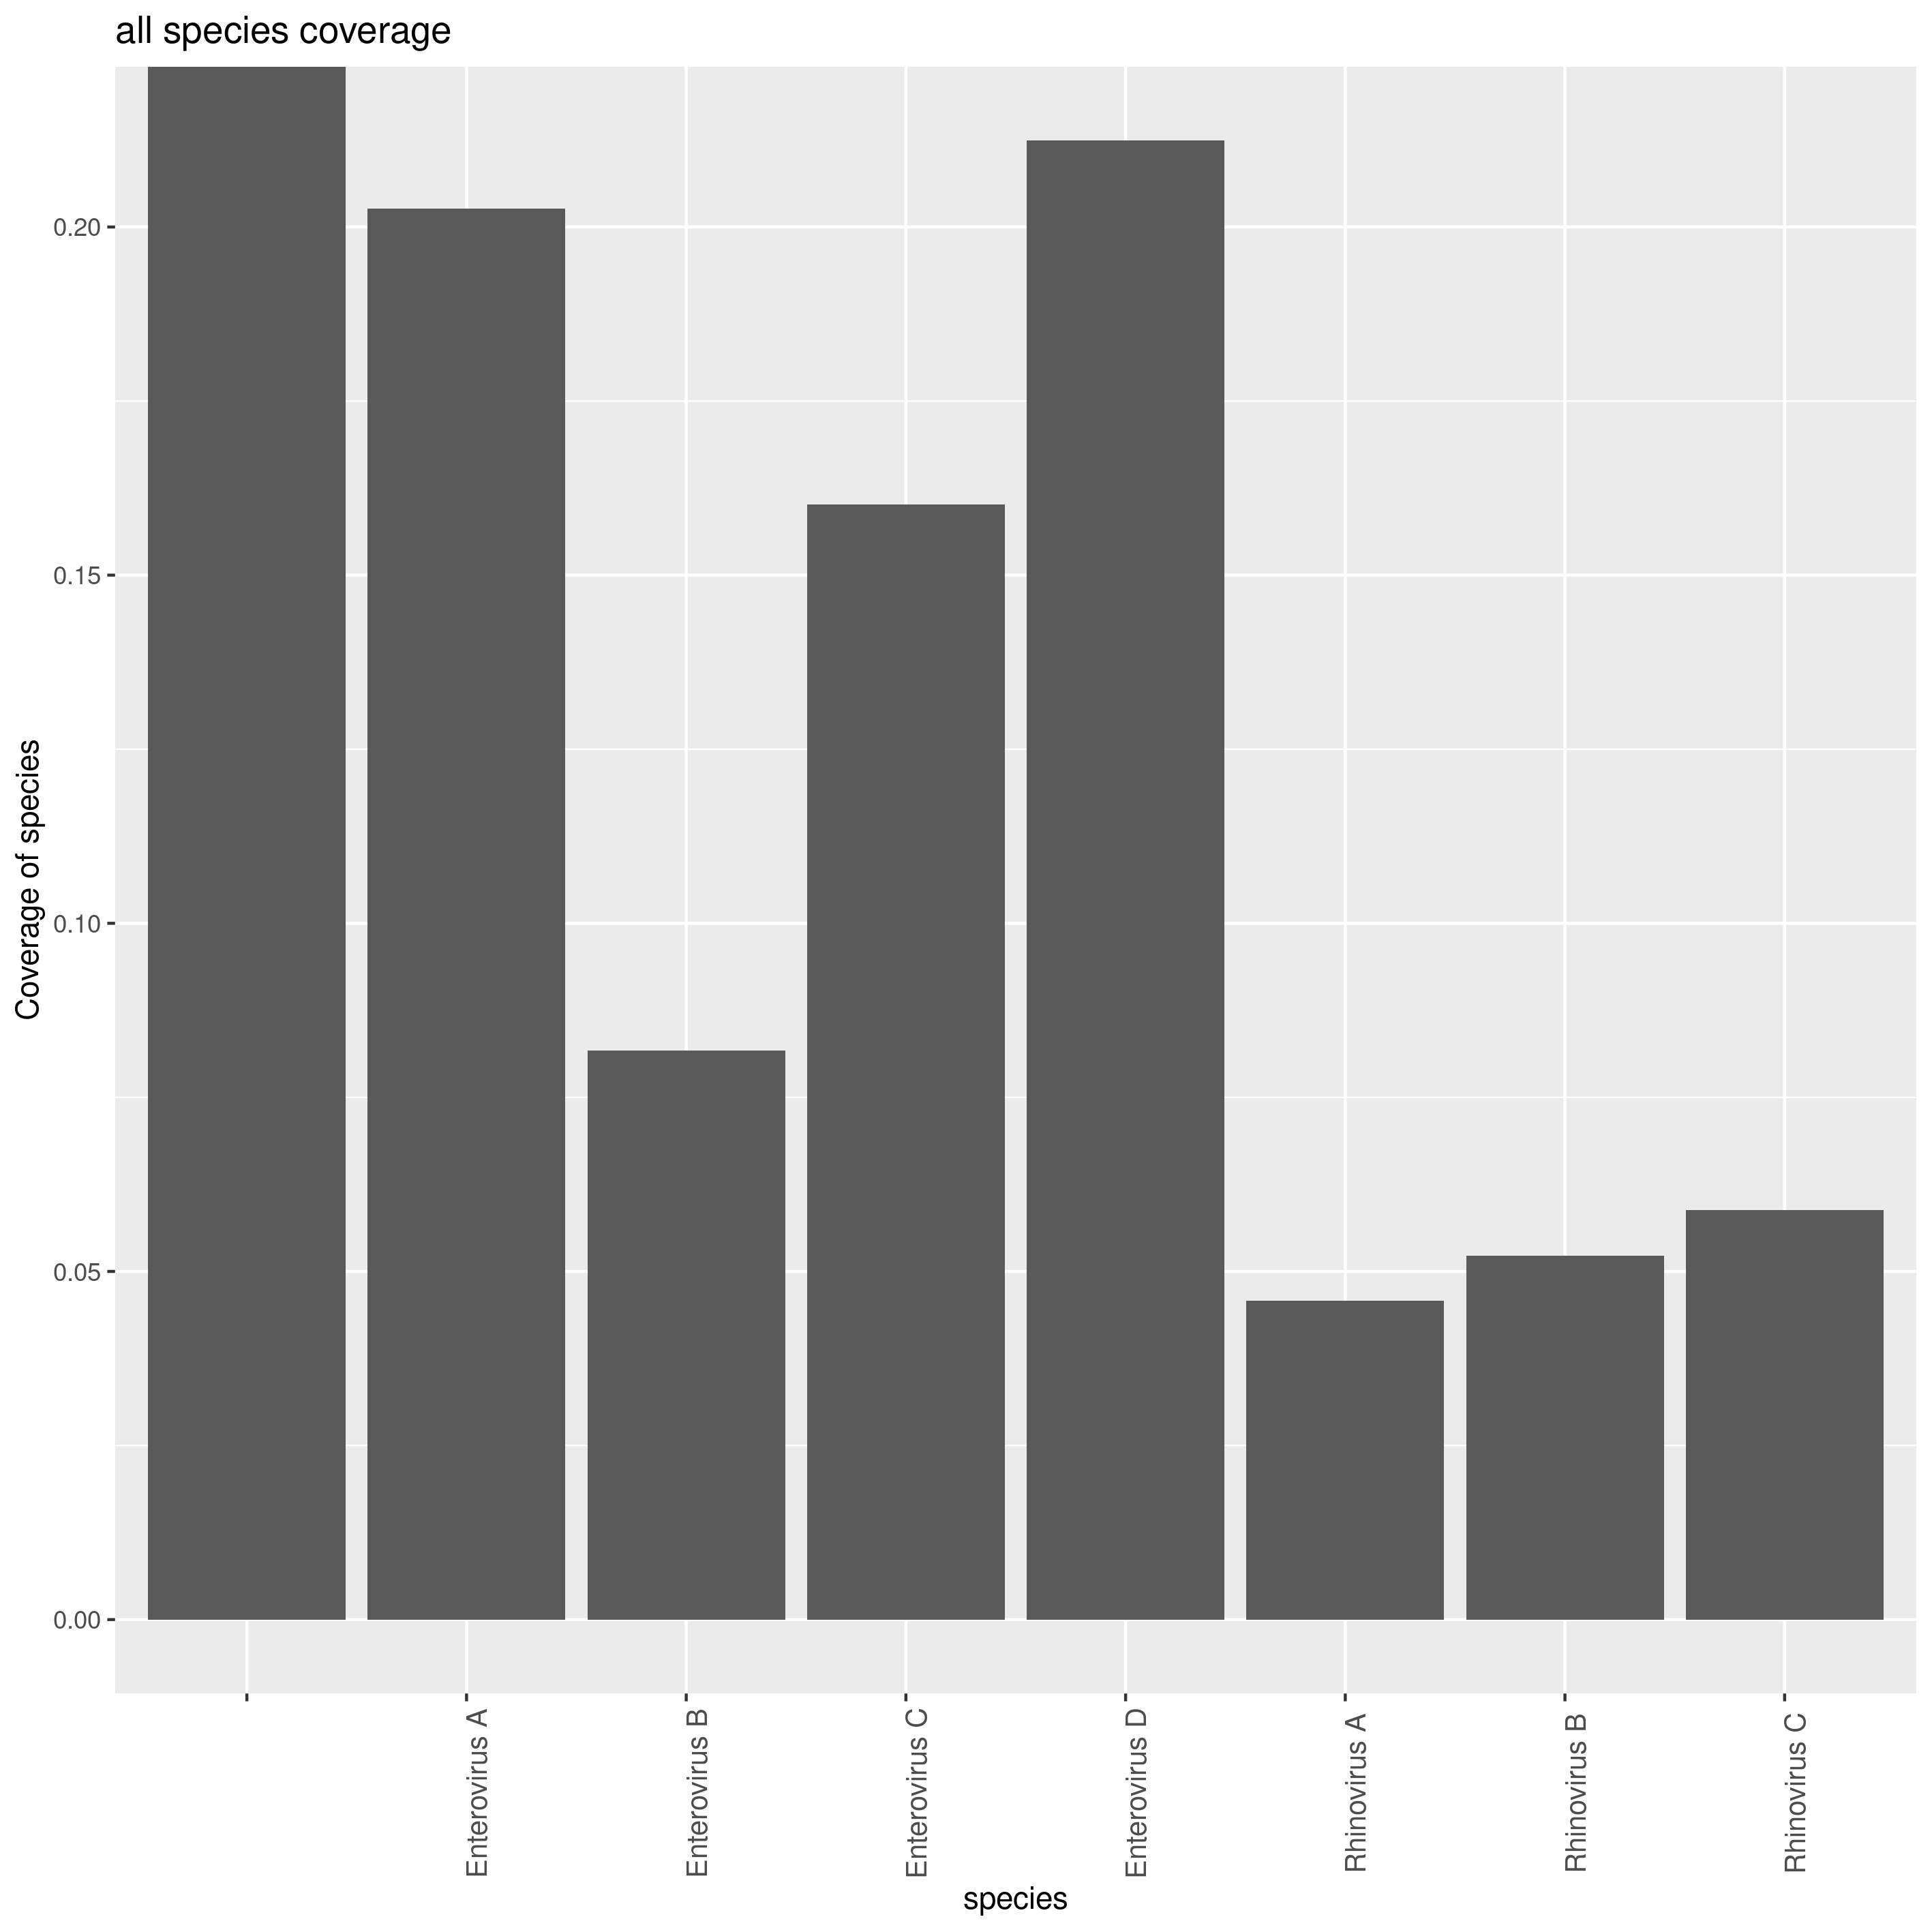 all species coverage
Coverage of species
0.20
0.15
0.10
0.05
0.00
Enterovirus A
Enterovirus B
Enterovirus C
Enterovirus D
Rhinovirus A
Rhinovirus B
Rhinovirus C
species